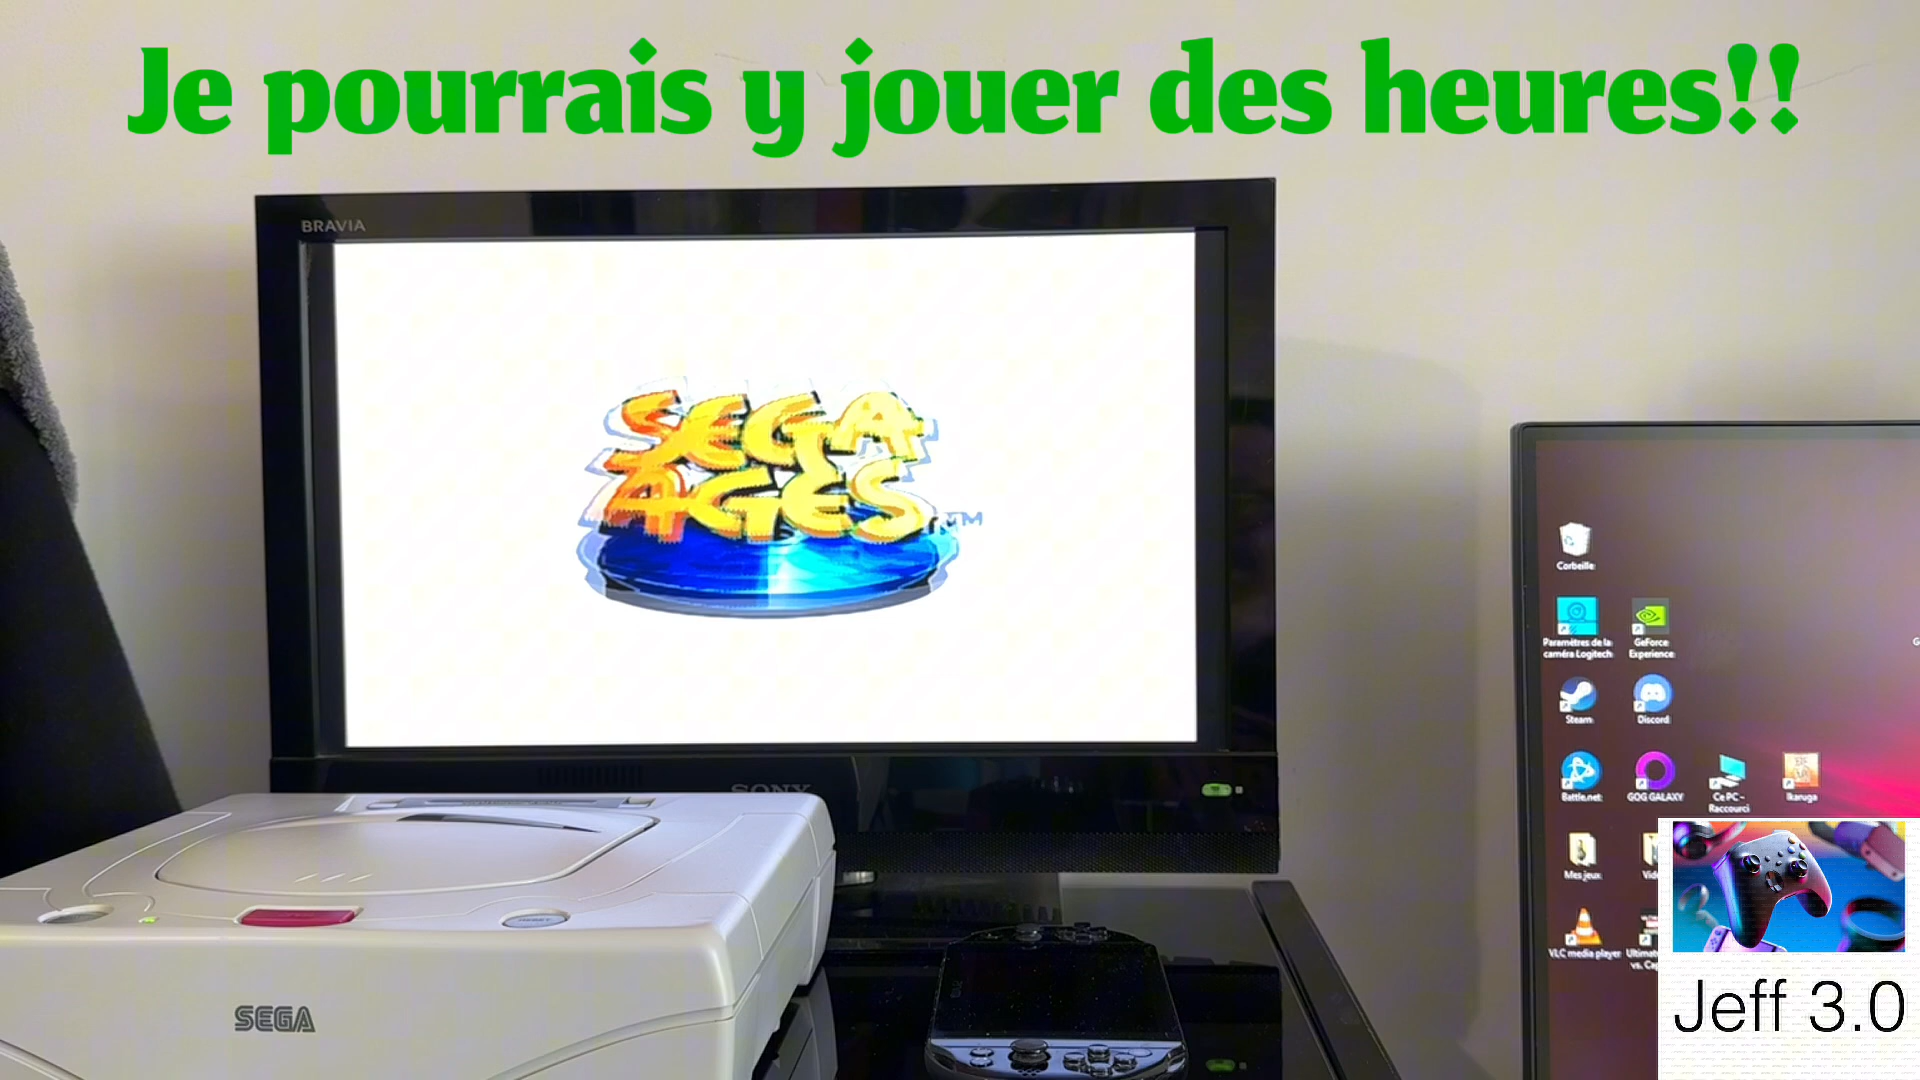 Je pourrais y jouer des heures!!
BRAVIA
SEGA
AGES
TM
SONY
Corbeille
Paramètres de la
caméra Logitech
GeForce
Experience
Steam
Discord
Battle.net
GOG GALAXY
Ce PC -
Raccourci
Ikaruga
Mes jeux
VLC media player
SEGA
Jeff 3.0